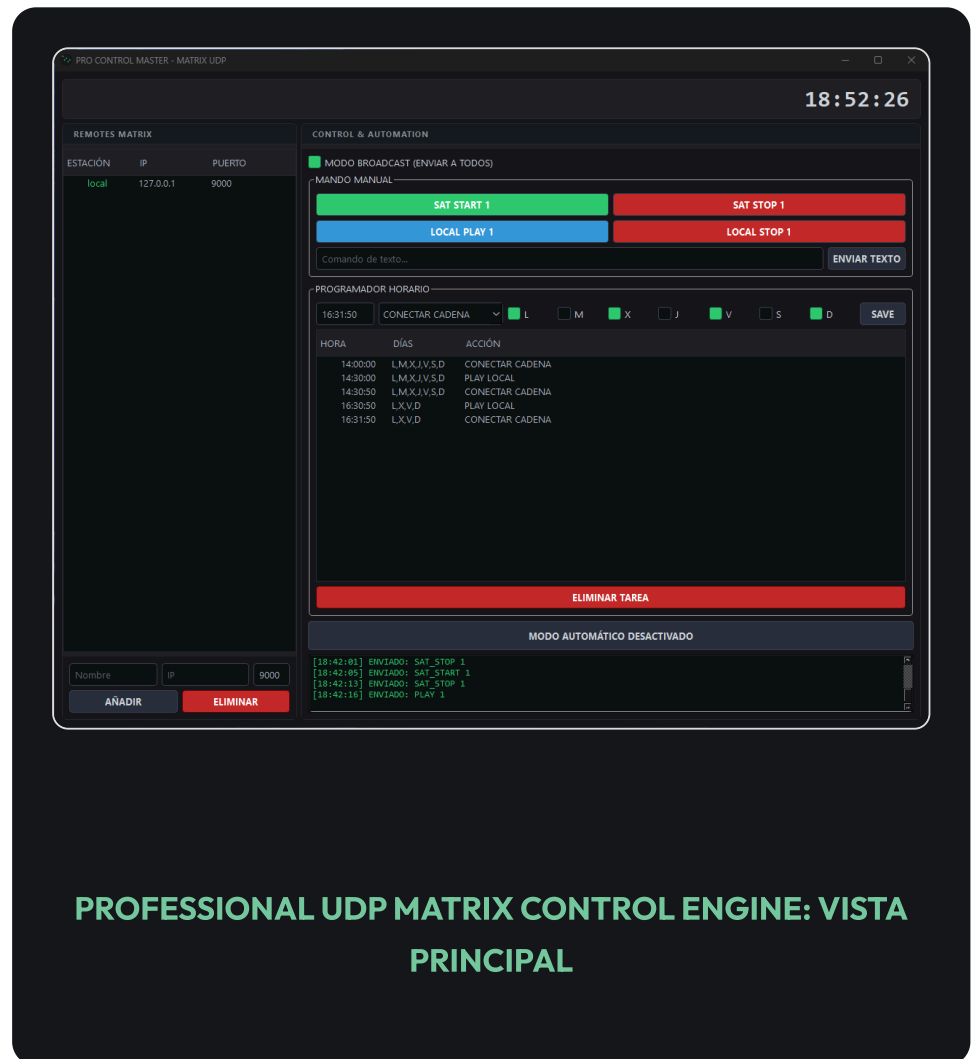 PRO CONTROL MASTER - MATRIX UDP
18:52:26
REMOTES MATRIX
ESTACIÓN IP PUERTO
local 127.0.0.1 9000
Nombre IP 9000
AÑADIR ELIMINAR
CONTROL & AUTOMATION
MODO BROADCAST (ENVIAR A TODOS)
MANDO MANUAL
SAT START 1 SAT STOP 1
LOCAL PLAY 1 LOCAL STOP 1
Comando de texto... ENVIAR TEXTO
PROGRAMADOR HORARIO
16:31:50 CONECTAR CADENA L M X J V S D SAVE
HORA DÍAS ACCIÓN
14:00:00 L,M,X,J,V,S,D CONECTAR CADENA
14:30:00 L,M,X,J,V,S,D PLAY LOCAL
14:30:50 L,M,X,J,V,S,D CONECTAR CADENA
16:30:50 L,X,V,D PLAY LOCAL
16:31:50 L,X,V,D CONECTAR CADENA
ELIMINAR TAREA
MODO AUTOMÁTICO DESACTIVADO
[18:42:01] ENVIADO: SAT_STOP 1
[18:42:05] ENVIADO: SAT_START 1
[18:42:13] ENVIADO: SAT_STOP 1
[18:42:16] ENVIADO: PLAY 1
PROFESSIONAL UDP MATRIX CONTROL ENGINE: VISTA
PRINCIPAL